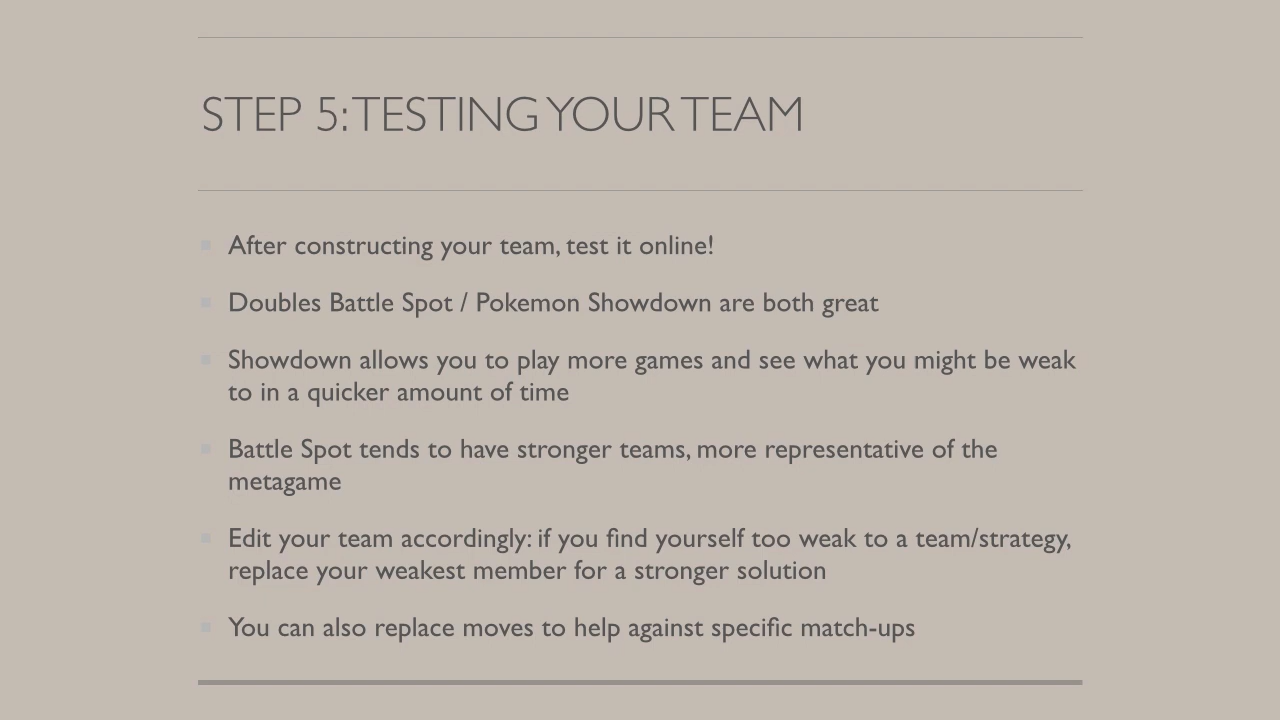 STEP 5: TESTING YOUR TEAM
After constructing your team, test it online!
Doubles Battle Spot / Pokemon Showdown are both great
Showdown allows you to play more games and see what you might be weak
to in a quicker amount of time
Battle Spot tends to have stronger teams, more representative of the
metagame
Edit your team accordingly: if you find yourself too weak to a team/strategy,
replace your weakest member for a stronger solution
You can also replace moves to help against specific match-ups